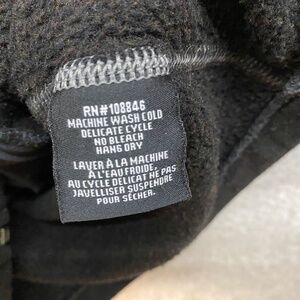 RN#108846
MACHINE WASH COLD
DELICATE CYCLE
NO BLEACH
HANG DRY
LAVER À LA MACHINE
À L'EAU FROIDE,
AU CYCLE DELICAT NE PAS
JAVELLISER SUSPENDRE
POUR SÉCHER.